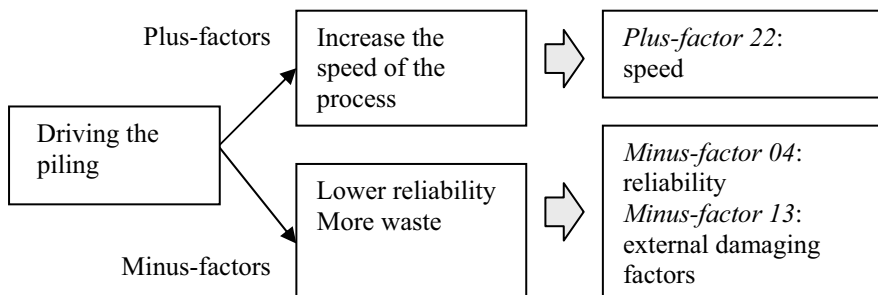 Plus-factors
Increase the
speed of the
process
Plus-factor 22:
speed
Driving the
piling
Lower reliability
More waste
Minus-factor 04:
reliability
Minus-factor 13:
external damaging
factors
Minus-factors